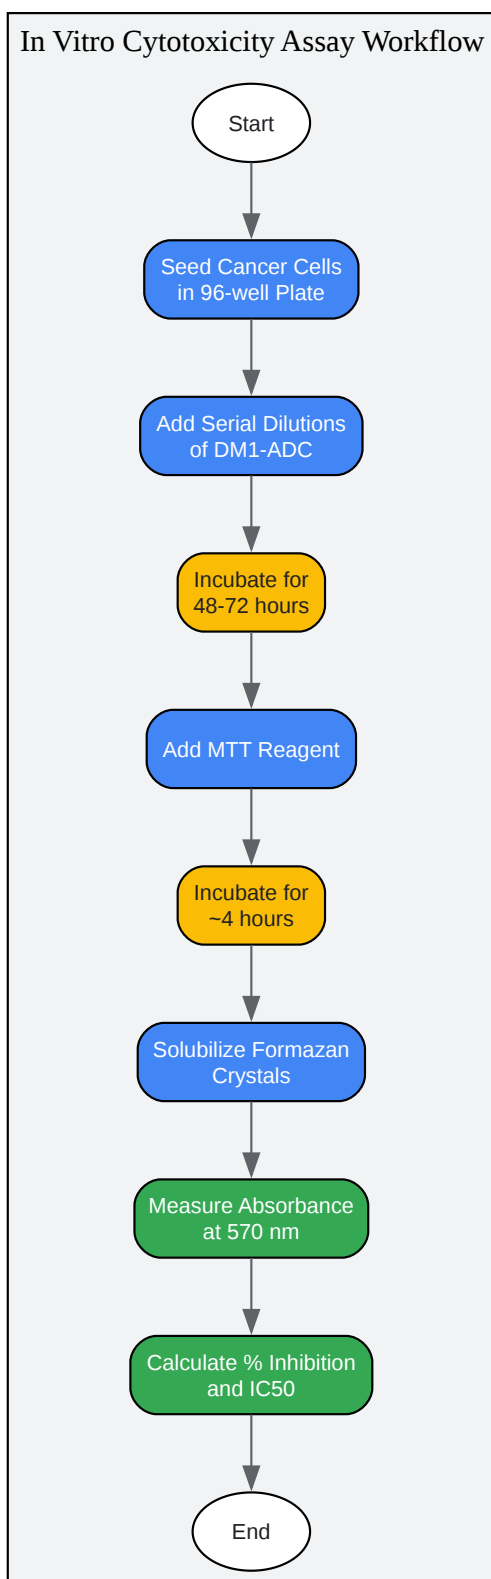 In Vitro Cytotoxicity Assay Workflow
Start
Seed Cancer Cells
in 96-well Plate
Add Serial Dilutions
of DM1-ADC
Incubate for
48-72 hours
Add MTT Reagent
Incubate for
~4 hours
Solubilize Formazan
Crystals
Measure Absorbance
at 570 nm
Calculate % Inhibition
and IC50
End